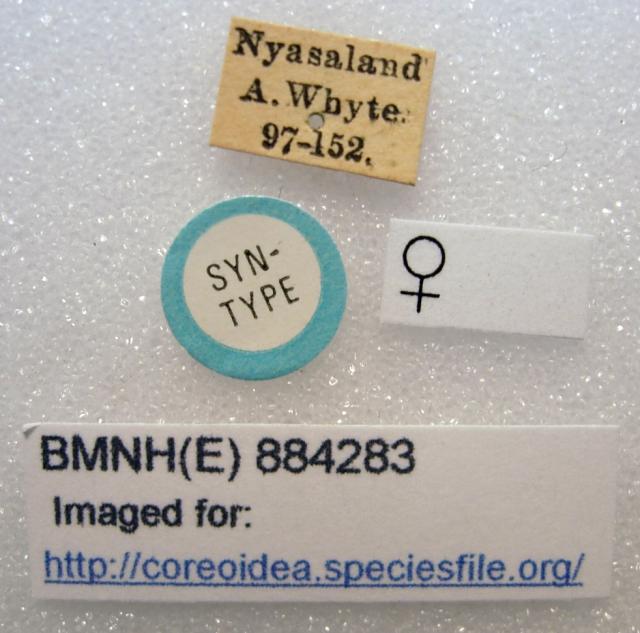 Nyasaland
A. Whyte.
97-152.
SYN-
TYPE
♀
BMNH(E) 884283
Imaged for:
http://coreoidea.speciesfile.org/